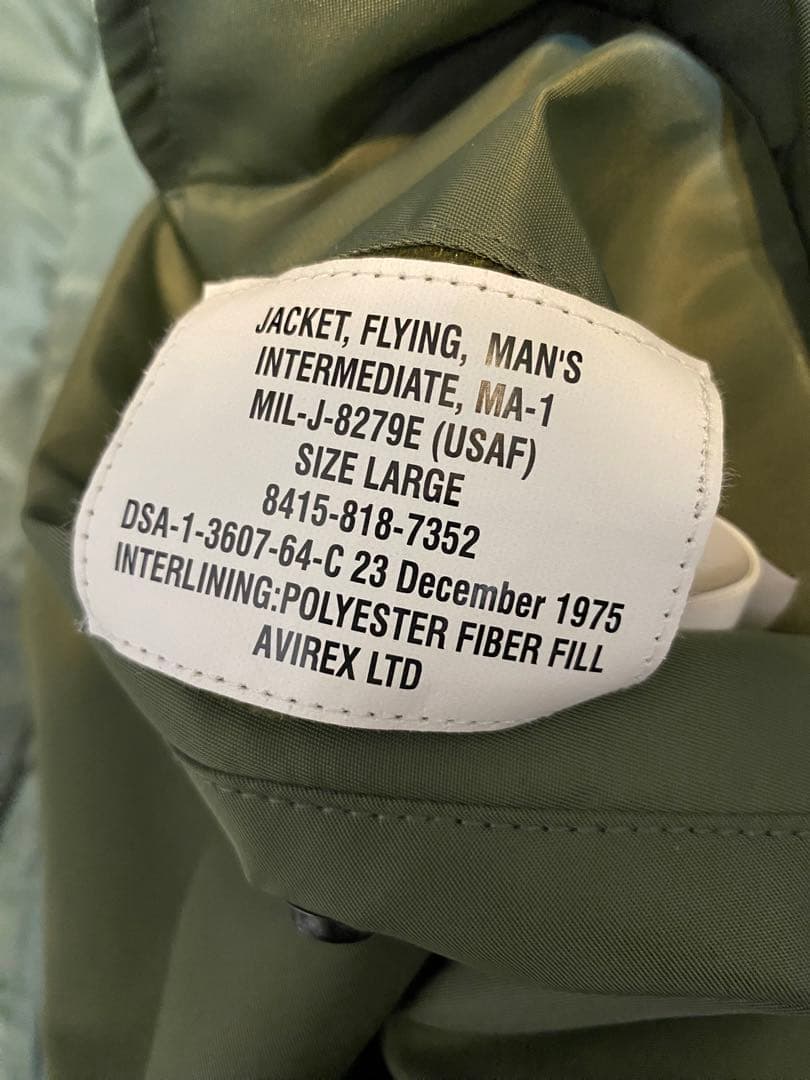 JACKET, FLYING, MAN'S
INTERMEDIATE, MA-1
MIL-J-8279E (USAF)
SIZE LARGE
8415-818-7352
DSA-1-3607-64-C 23 December 1975
INTERLINING:POLYESTER FIBER FILL
AVIREX LTD